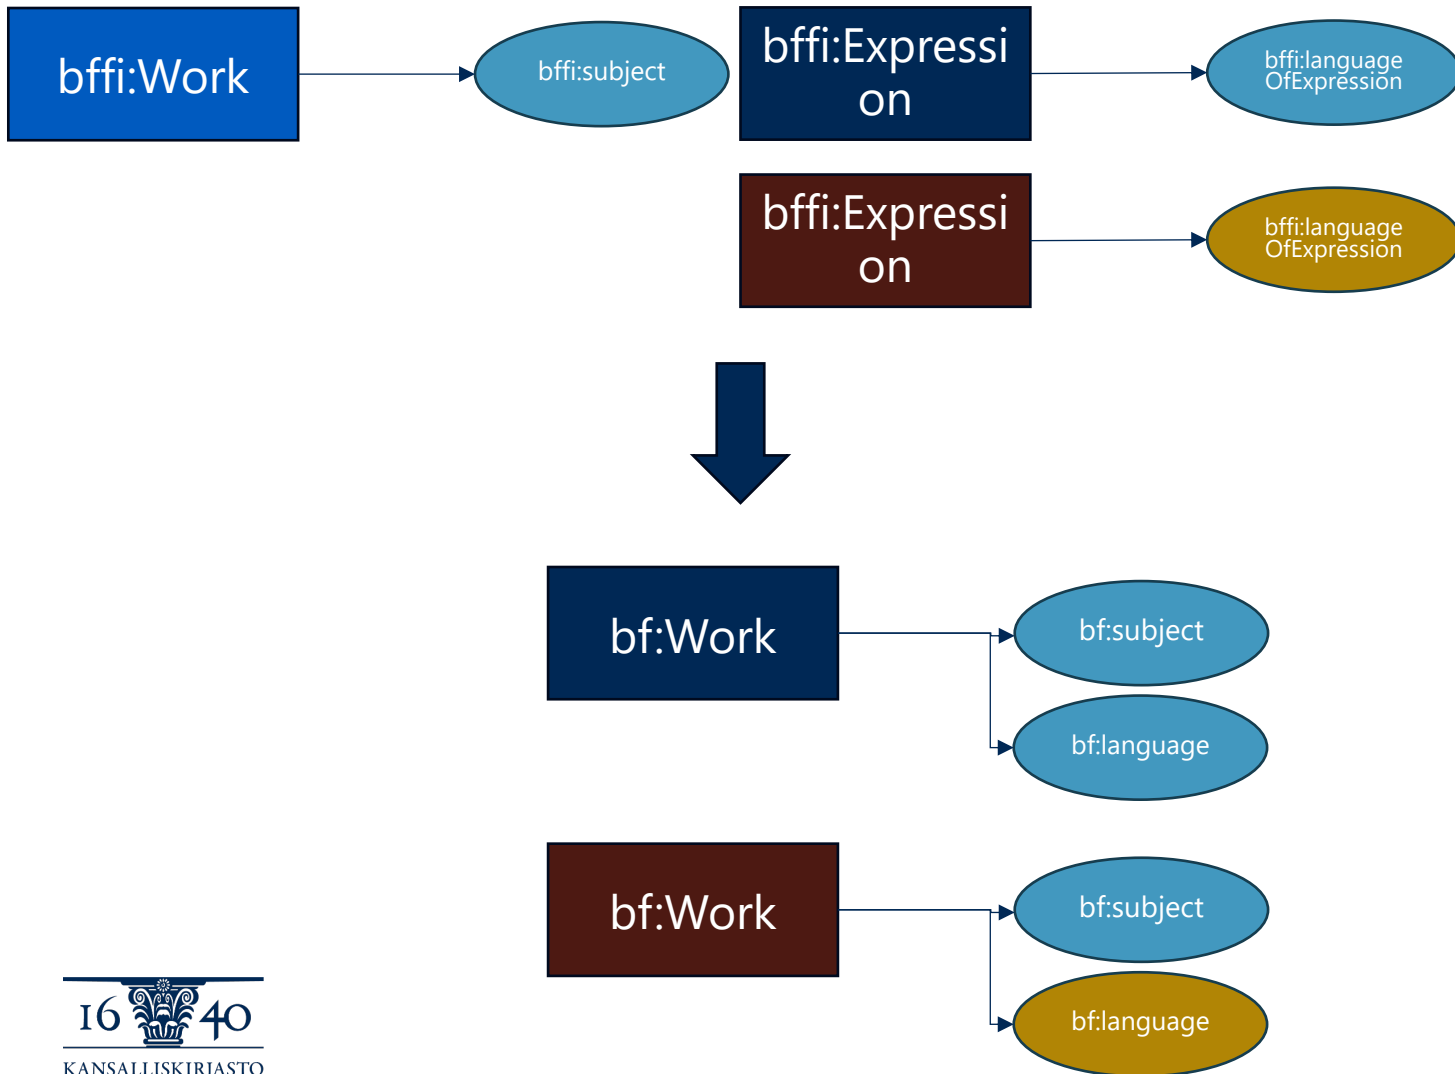 bffi:Work
bffi:subject
bffi:Expressi
on
bffi:language
OfExpression
bffi:Expressi
on
bffi:language
OfExpression
bf:Work
bf:subject
bf:language
bf:Work
bf:subject
bf:language
16 40
KANSALLISKIRJASTO